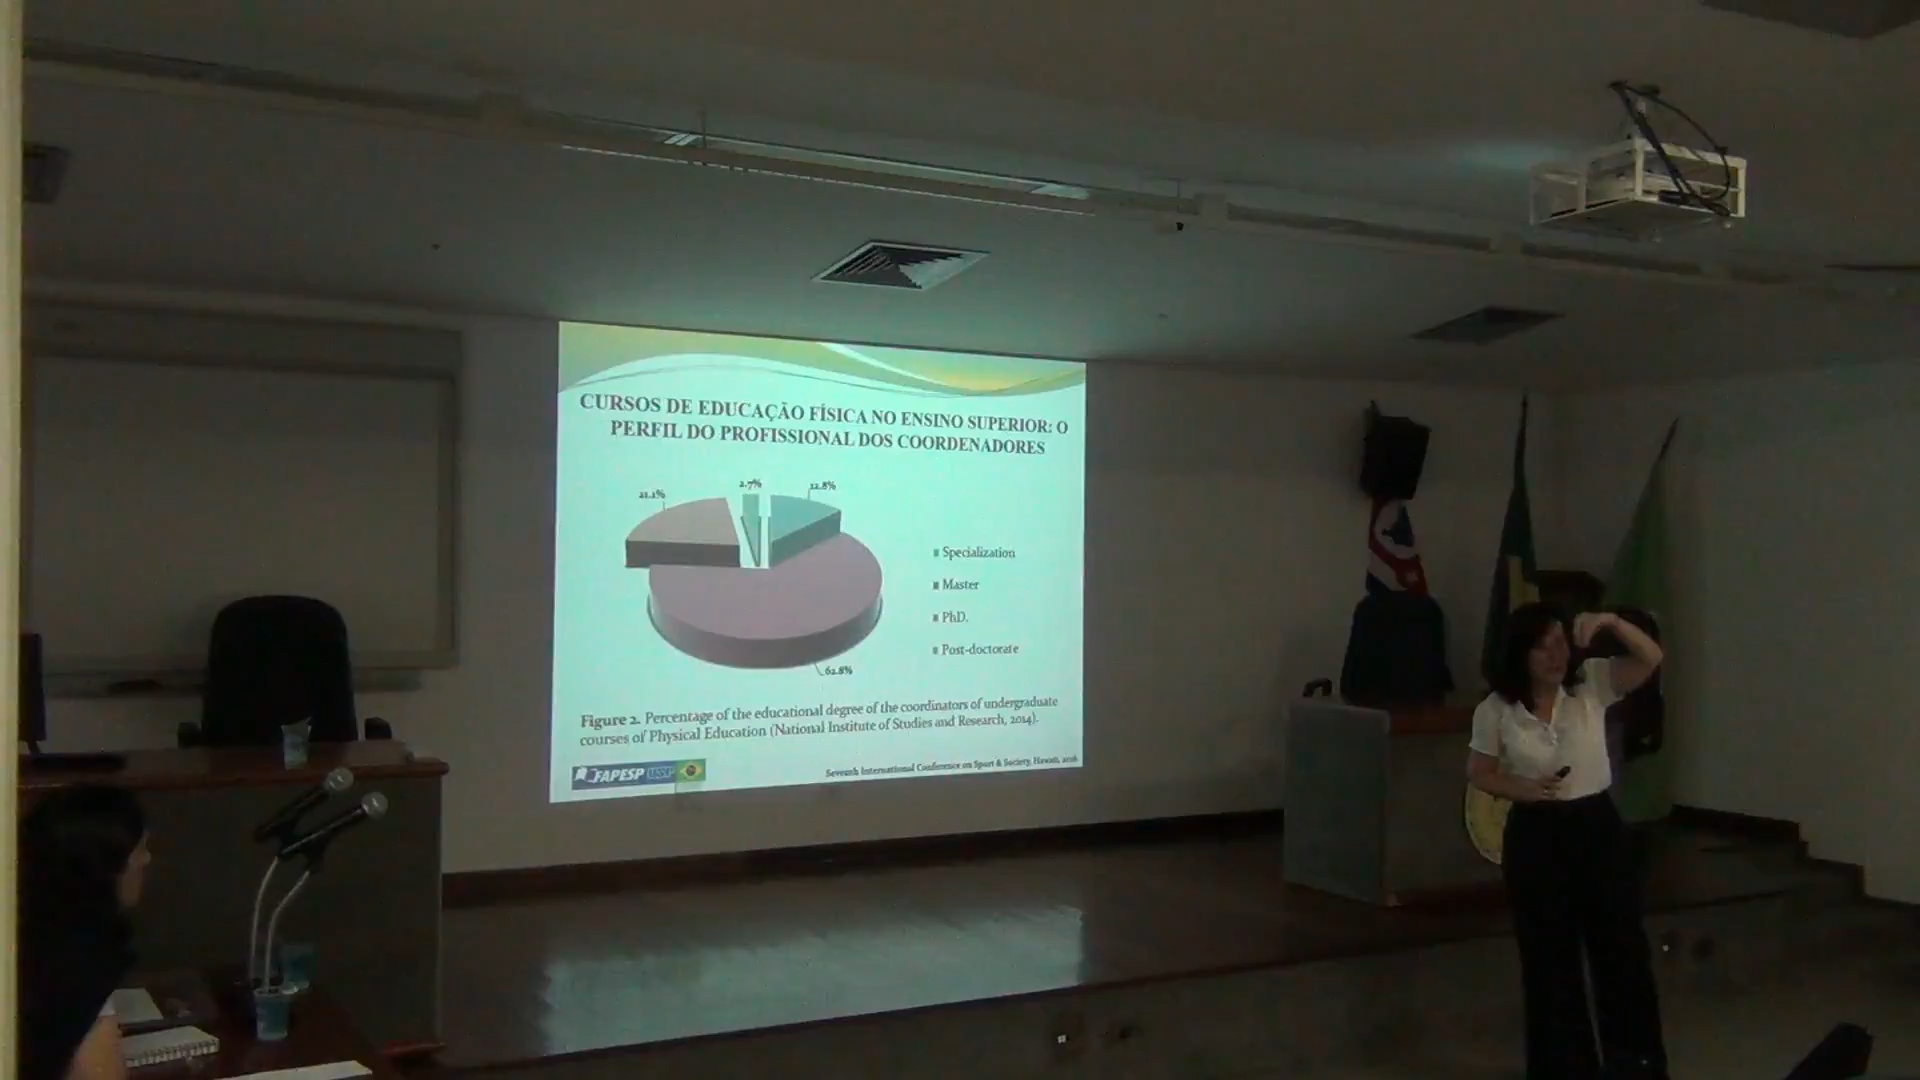 CURSOS DE EDUCAÇÃO FÍSICA NO ENSINO SUPERIOR: O
PERFIL DO PROFISSIONAL DOS COORDENADORES
21.1%
2.7%
12.8%
Specialization
Master
PhD.
Post-doctorate
62.8%
Figure 2. Percentage of the educational degree of the coordinators of undergraduate
courses of Physical Education (National Institute of Studies and Research, 2014).
FAPESP USP
Seventh International Conference on Sport & Society, Hawaii, 2016